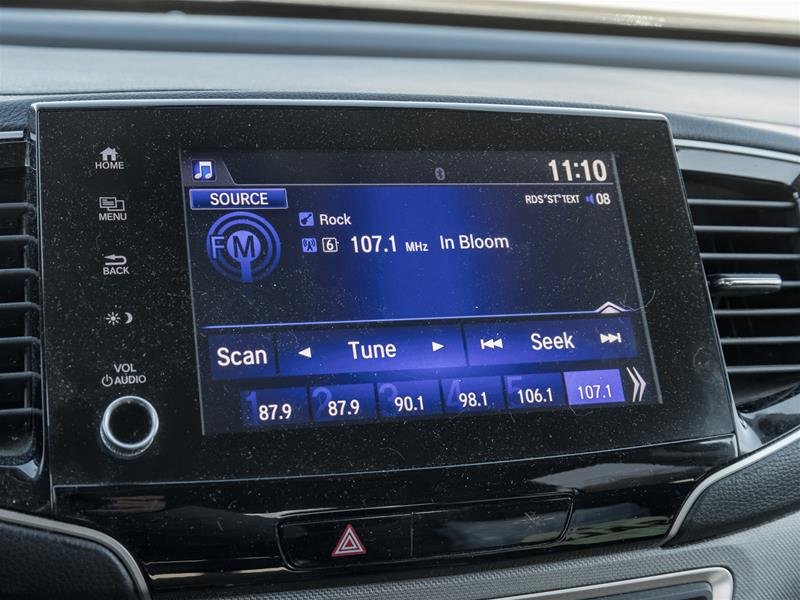 HOME
MENU
BACK
VOL
AUDIO
11:10
SOURCE
RDS "ST" TEXT 08
FM
Rock
6 107.1 MHz In Bloom
Scan Tune Seek
1 87.9 2 87.9 3 90.1 4 98.1 5 106.1 107.1